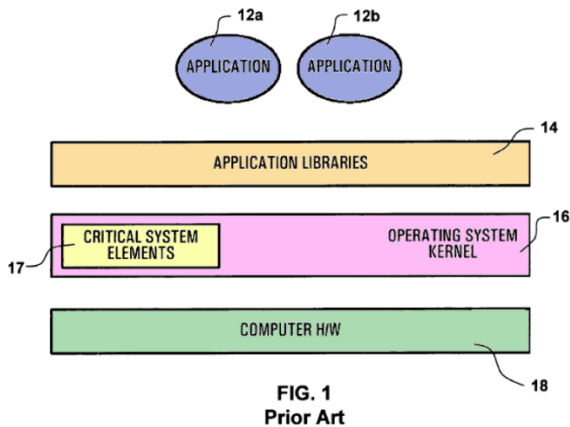 12a
12b
APPLICATION
APPLICATION
14
APPLICATION LIBRARIES
16
CRITICAL SYSTEM
ELEMENTS
OPERATING SYSTEM
KERNEL
17
COMPUTER H/W
18
FIG. 1
Prior Art